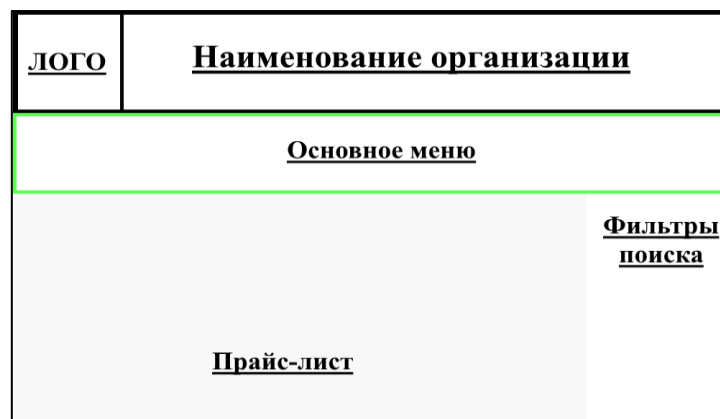 ЛОГО
Наименование организации
Основное меню
Фильтры
поиска
Прайс-лист